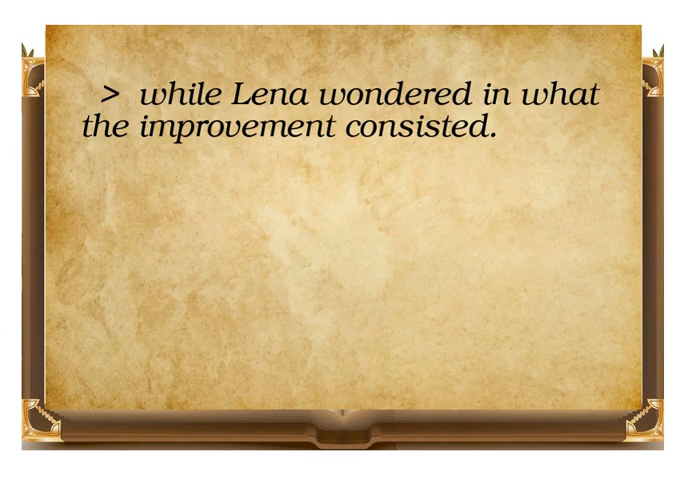 > while Lena wondered in what
the improvement consisted.